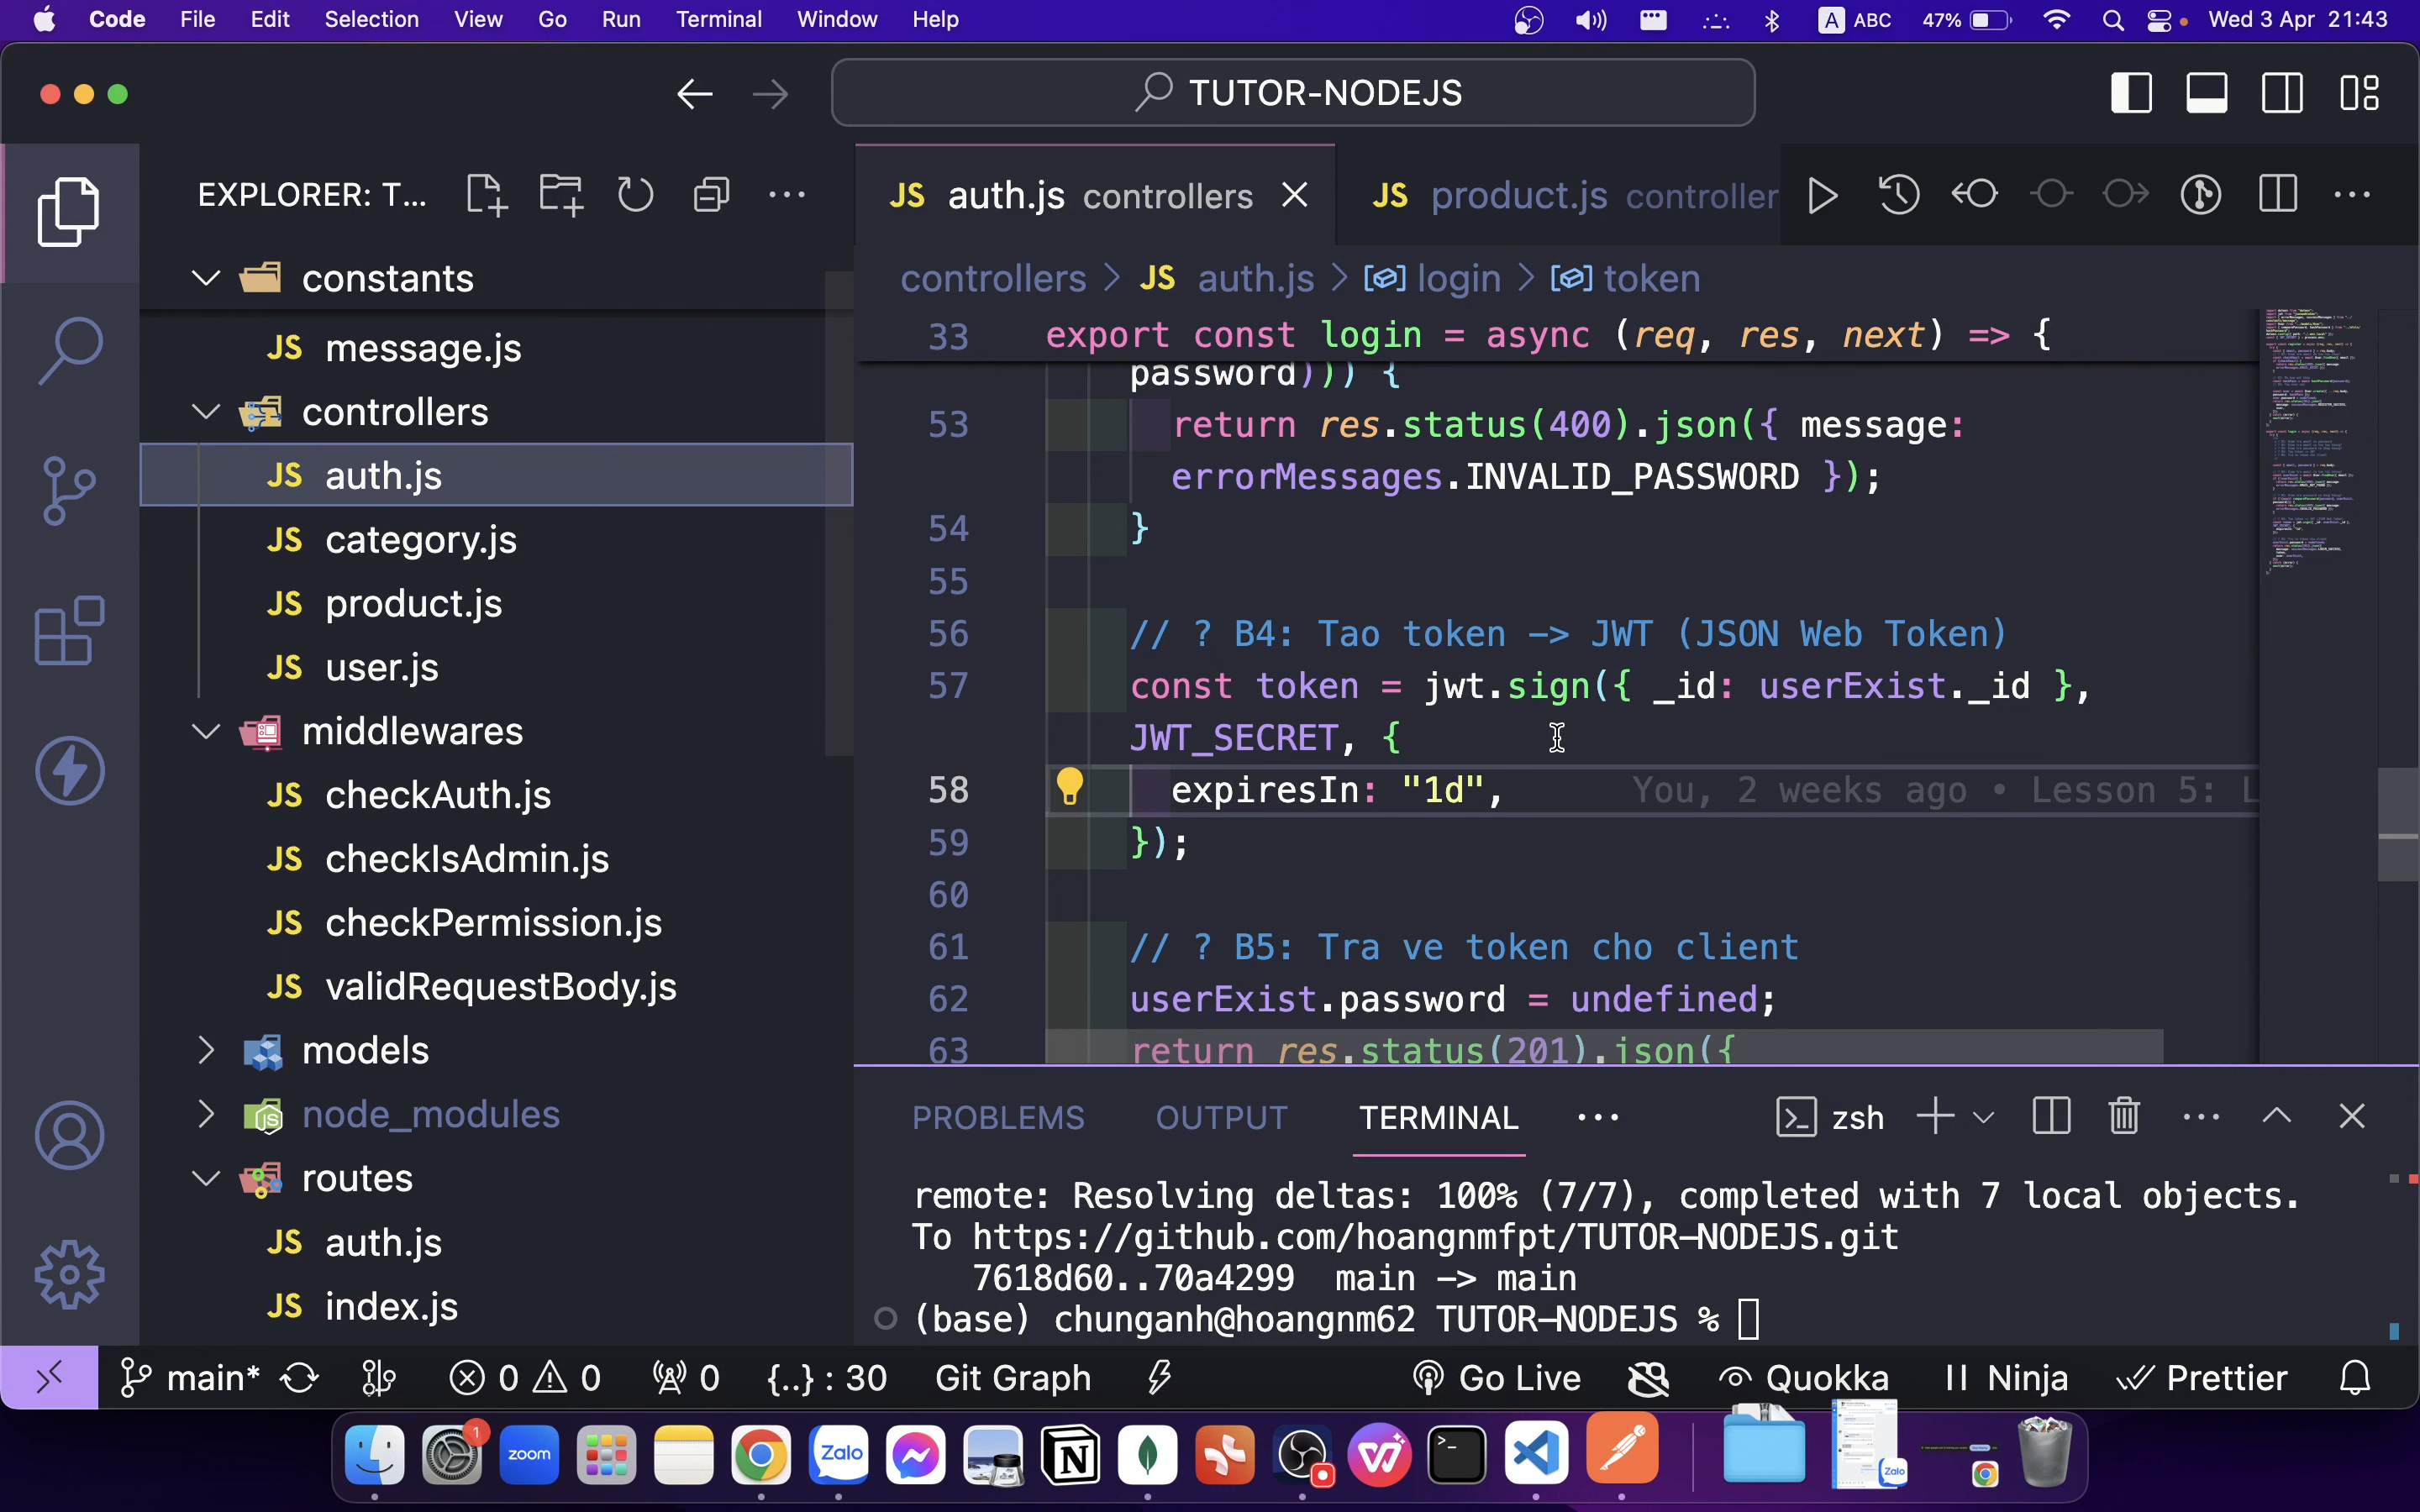 Code File Edit Selection View Go Run Terminal Window Help A ABC 47% Wed 3 Apr 21:43
TUTOR-NODEJS
EXPLORER: T...
JS auth.js controllers JS product.js controller
controllers > JS auth.js > login > token
constants
JS message.js
controllers
JS auth.js
JS category.js
JS product.js
JS user.js
middlewares
JS checkAuth.js
JS checkIsAdmin.js
JS checkPermission.js
JS validRequestBody.js
models
node_modules
routes
JS auth.js
JS index.js
33 export const login = async (req, res, next) => {
password))) {
53 return res.status(400).json({ message:
errorMessages.INVALID_PASSWORD });
54 }
55
56 // ? B4: Tao token -> JWT (JSON Web Token)
57 const token = jwt.sign({ _id: userExist._id },
JWT_SECRET, {
58 expiresIn: "1d", You, 2 weeks ago • Lesson 5: L
59 });
60
61 // ? B5: Tra ve token cho client
62 userExist.password = undefined;
63 return res.status(201).json({
PROBLEMS OUTPUT TERMINAL ... zsh
remote: Resolving deltas: 100% (7/7), completed with 7 local objects.
To https://github.com/hoangnmfpt/TUTOR-NODEJS.git
7618d60..70a4299 main -> main
(base) chunganh@hoangnm62 TUTOR-NODEJS %
main* 0 0 0 {..} : 30 Git Graph Go Live Quokka Ninja Prettier
1 zoom Zalo N Zalo